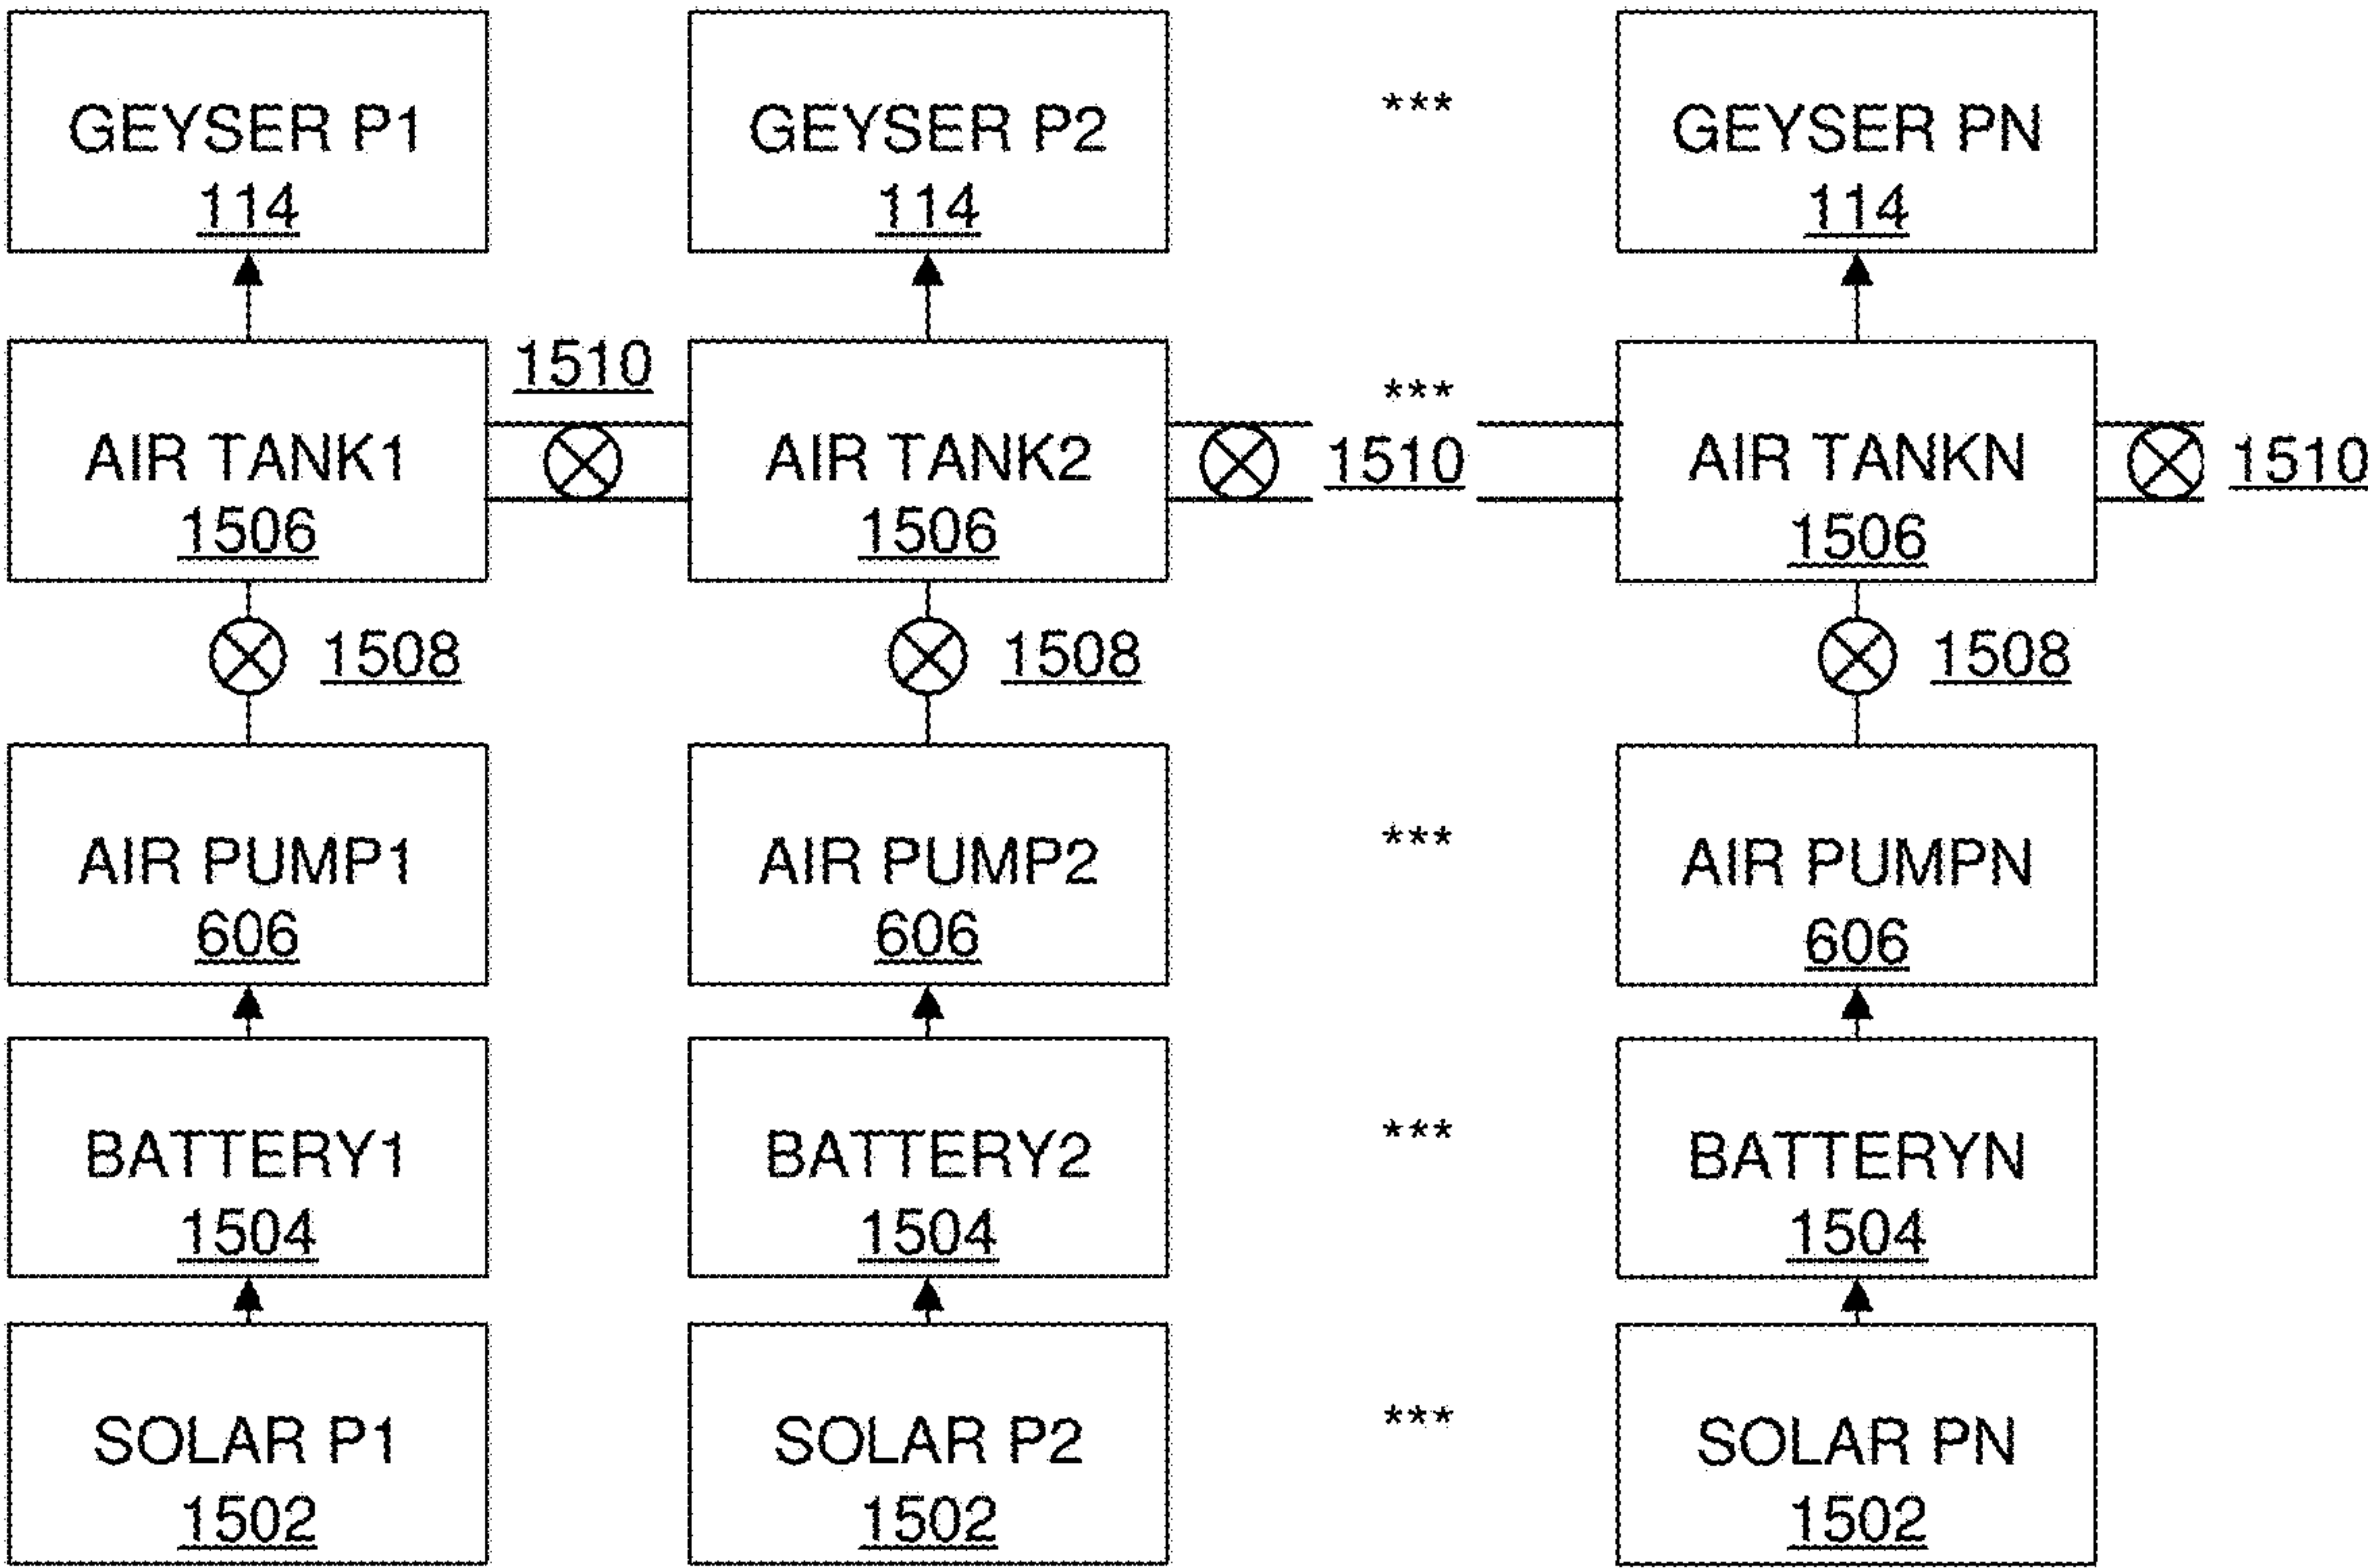 GEYSER P1
114
GEYSER P2
114
***
GEYSER PN
114
AIR TANK1
1506
1510
AIR TANK2
1506
***
1510
AIR TANKN
1506
1510
1508
1508
1508
AIR PUMP1
606
AIR PUMP2
606
***
AIR PUMPN
606
BATTERY1
1504
BATTERY2
1504
***
BATTERYN
1504
SOLAR P1
1502
SOLAR P2
1502
***
SOLAR PN
1502